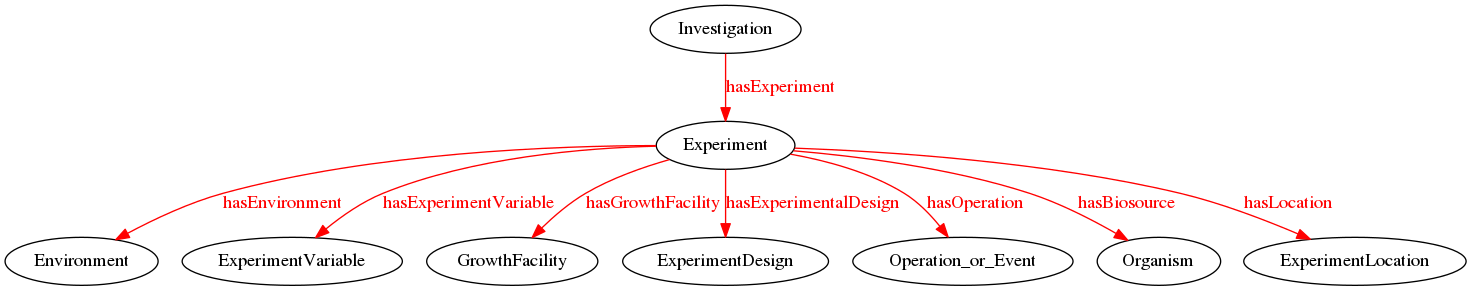 Investigation
hasExperiment
Experiment
hasEnvironment
hasExperimentVariable
hasGrowthFacility
hasExperimentalDesign
hasOperation
hasBiosource
hasLocation
Environment
ExperimentVariable
GrowthFacility
ExperimentDesign
Operation_or_Event
Organism
ExperimentLocation